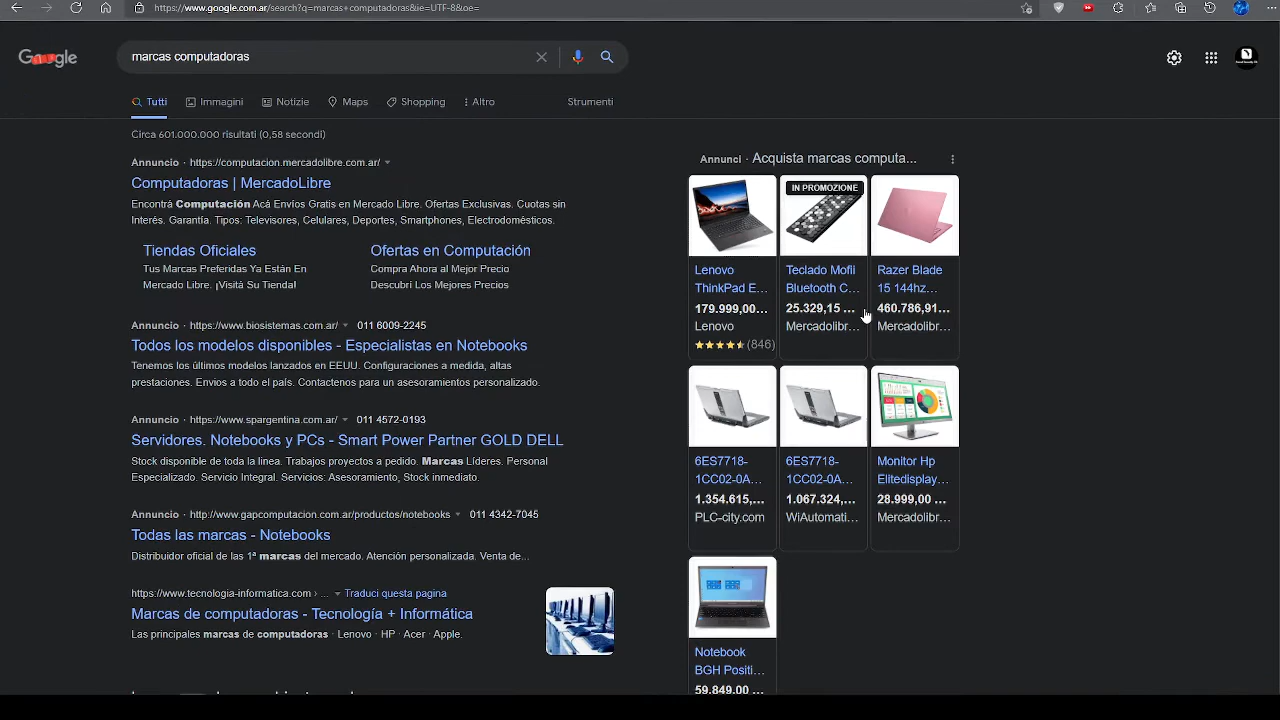 https://www.google.com.ar/search?q=marcas+computadoras&ie=UTF-8&oe=
Google
marcas computadoras
Tutti
Immagini
Notizie
Maps
Shopping
Altro
Strumenti
Circa 601.000.000 risultati (0,58 secondi)
Annuncio · https://computacion.mercadolibre.com.ar/
Computadoras | MercadoLibre
Encontrá Computación Acá Envíos Gratis en Mercado Libre. Ofertas Exclusivas. Cuotas sin
Interés. Garantía. Tipos: Televisores, Celulares, Deportes, Smartphones, Electrodomésticos.
Tiendas Oficiales
Tus Marcas Preferidas Ya Están En
Mercado Libre. ¡Visitá Su Tienda!
Ofertas en Computación
Compra Ahora al Mejor Precio
Descubrí Los Mejores Precios
Annuncio · https://www.biosistemas.com.ar/ 011 6009-2245
Todos los modelos disponibles - Especialistas en Notebooks
Tenemos los últimos modelos lanzados en EEUU. Configuraciones a medida, altas
prestaciones. Envios a todo el país. Contactenos para un asesoramiento personalizado.
Annuncio · https://www.spargentina.com.ar/ 011 4572-0193
Servidores. Notebooks y PCs - Smart Power Partner GOLD DELL
Stock disponible de toda la linea. Trabajos proyectos a pedido. Marcas Líderes. Personal
Especializado. Servicio Integral. Servicios: Asesoramiento, Stock inmediato.
Annuncio · http://www.gapcomputacion.com.ar/productos/notebooks 011 4342-7045
Todas las marcas - Notebooks
Distribuidor oficial de las 1ª marcas del mercado. Atención personalizada. Venta de...
https://www.tecnologia-informatica.com › ... Traduci questa pagina
Marcas de computadoras - Tecnología + Informática
Las principales marcas de computadoras · Lenovo · HP · Acer · Apple.
Annunci · Acquista marcas computa...
IN PROMOZIONE
Lenovo
ThinkPad E...
179.999,00...
Lenovo
(846)
Teclado Mofii
Bluetooth C...
25.329,15 ...
Mercadolibr...
Razer Blade
15 144hz...
460.786,91...
Mercadolibr...
6ES7718-
1CC02-0A...
1.354.615,...
PLC-city.com
6ES7718-
1CC02-0A...
1.067.324,...
WiAutomati...
Monitor Hp
Elitedisplay...
28.999,00 ...
Mercadolibr...
Notebook
BGH Positi...
59.849,00 ...